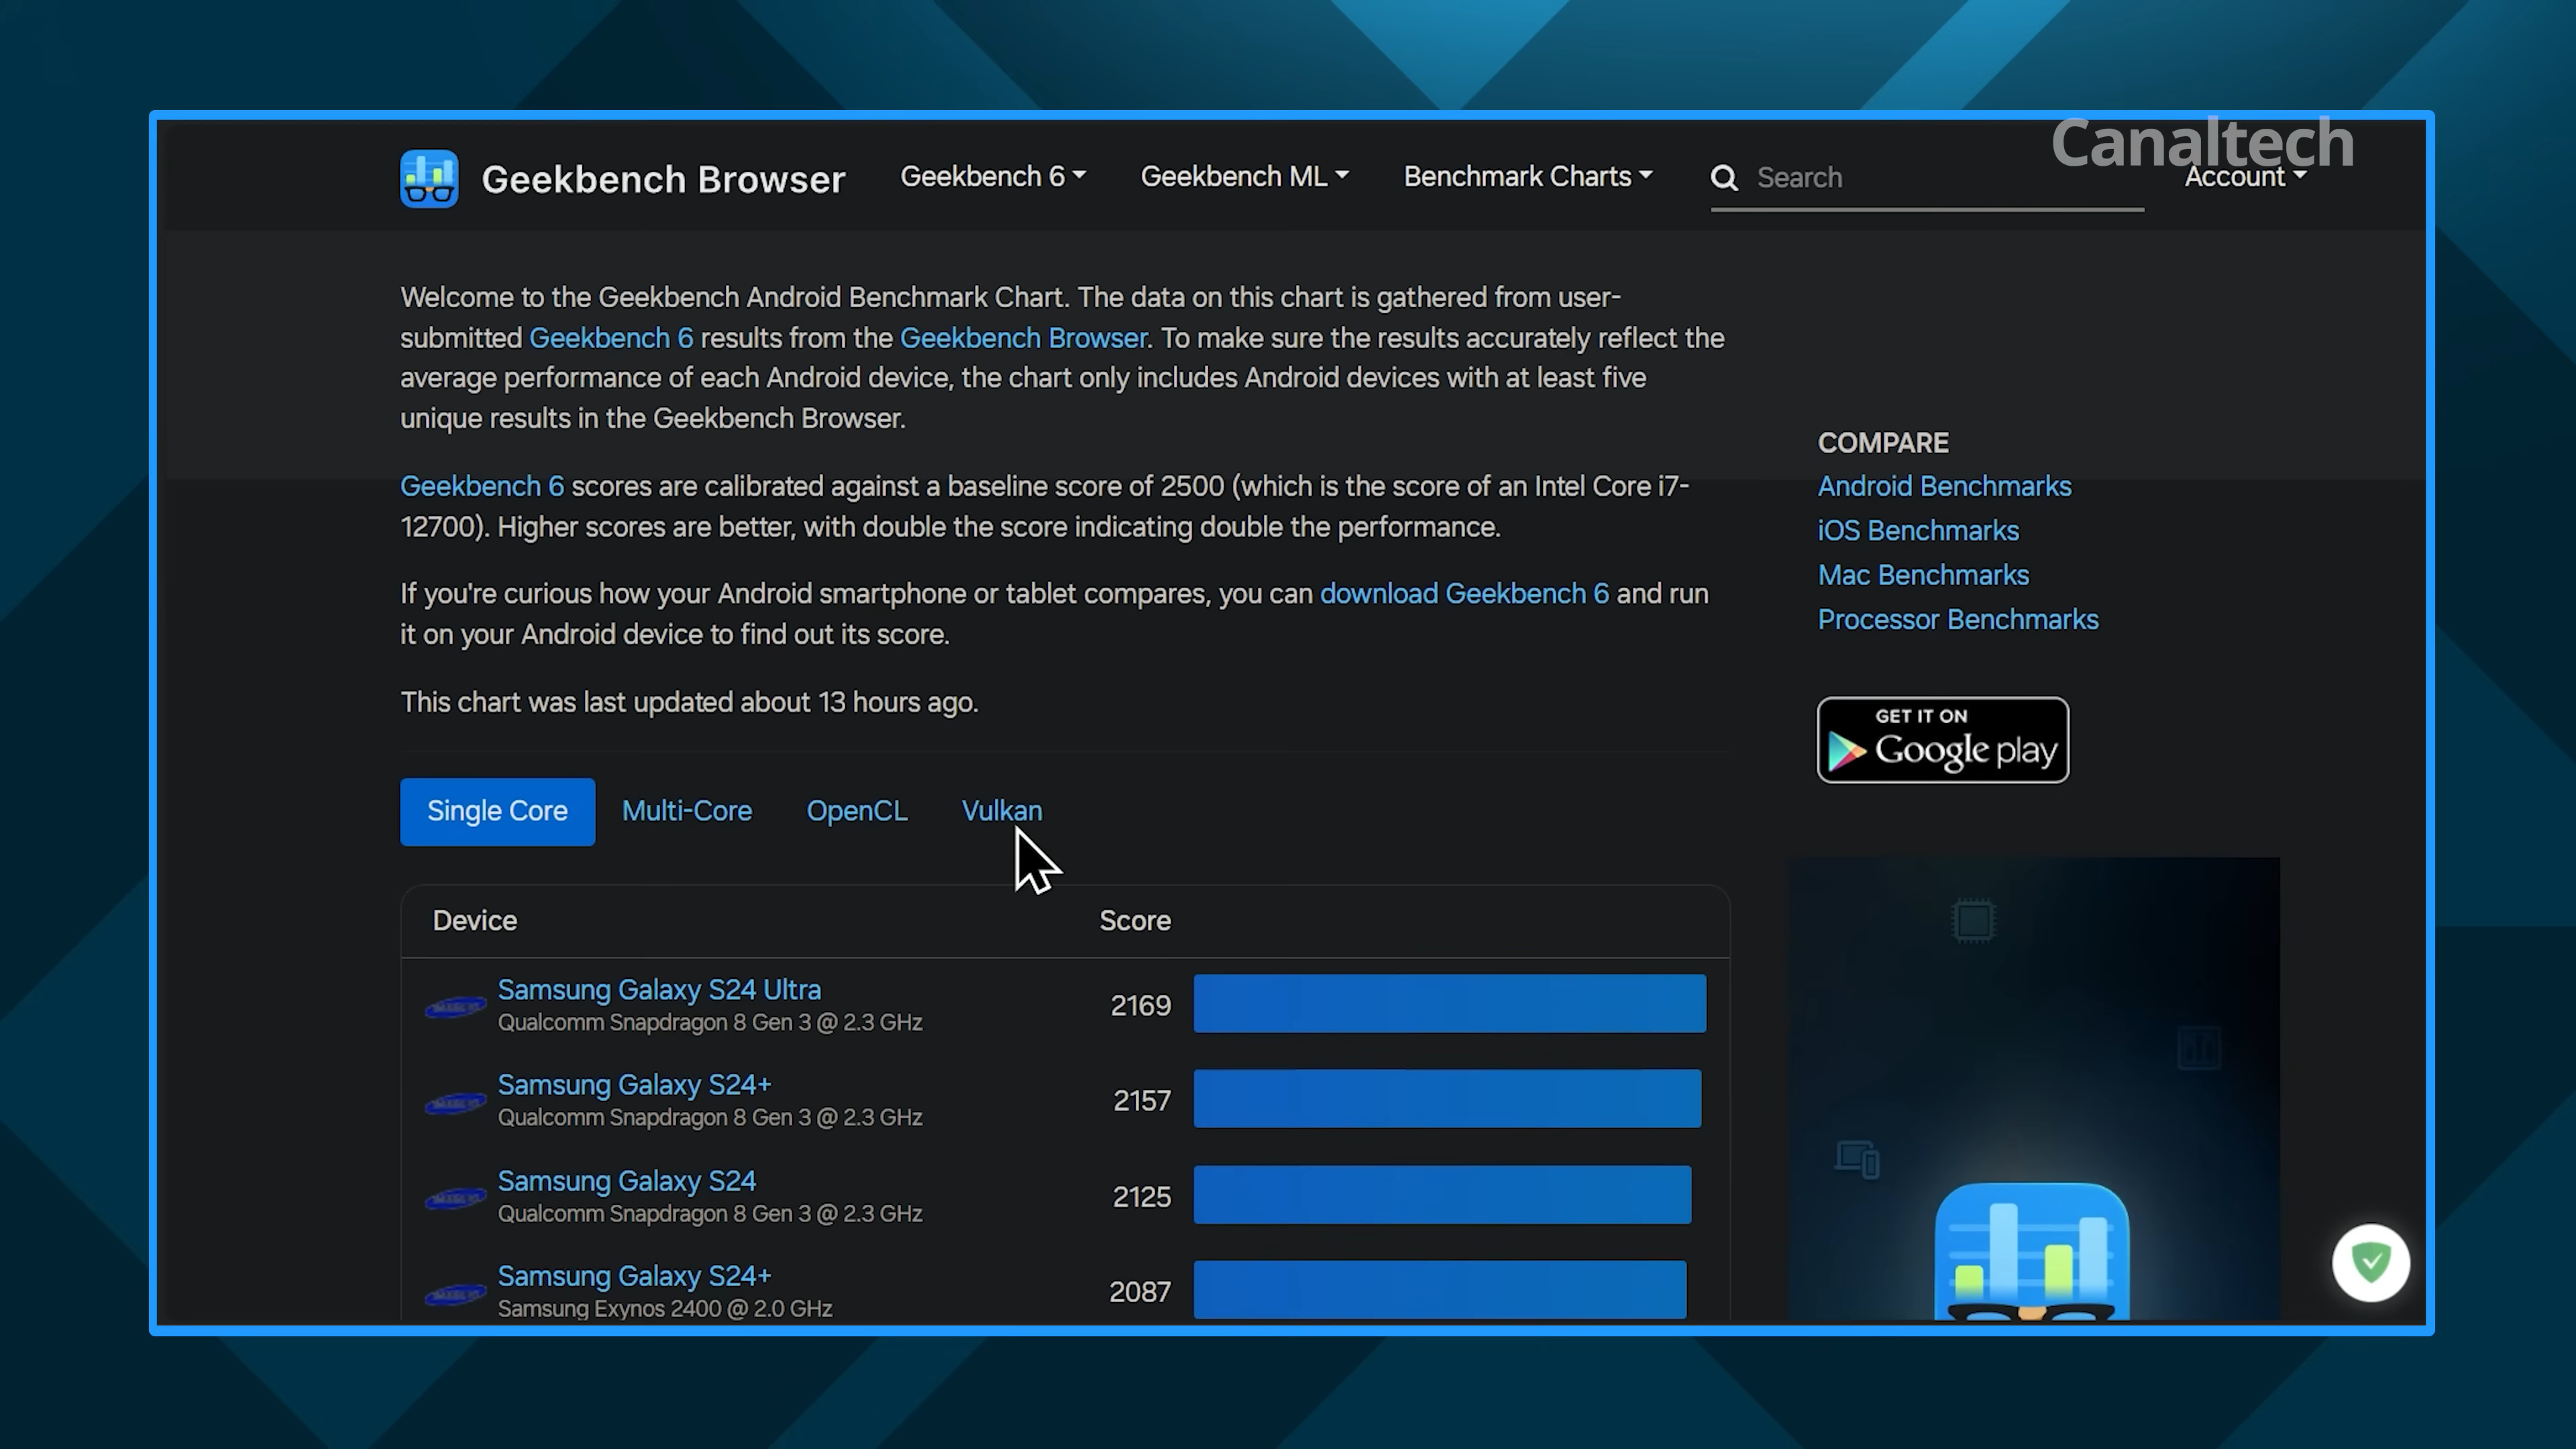 Canaltech
Geekbench Browser
Geekbench 6
Geekbench ML
Benchmark Charts
Search
Account
Welcome to the Geekbench Android Benchmark Chart. The data on this chart is gathered from user-
submitted Geekbench 6 results from the Geekbench Browser. To make sure the results accurately reflect the
average performance of each Android device, the chart only includes Android devices with at least five
unique results in the Geekbench Browser.
Geekbench 6 scores are calibrated against a baseline score of 2500 (which is the score of an Intel Core i7-
12700). Higher scores are better, with double the score indicating double the performance.
If you're curious how your Android smartphone or tablet compares, you can download Geekbench 6 and run
it on your Android device to find out its score.
This chart was last updated about 13 hours ago.
COMPARE
Android Benchmarks
iOS Benchmarks
Mac Benchmarks
Processor Benchmarks
GET IT ON
Google play
Single Core
Multi-Core
OpenCL
Vulkan
Device
Score
Samsung Galaxy S24 Ultra
Qualcomm Snapdragon 8 Gen 3 @ 2.3 GHz
2169
Samsung Galaxy S24+
Qualcomm Snapdragon 8 Gen 3 @ 2.3 GHz
2157
Samsung Galaxy S24
Qualcomm Snapdragon 8 Gen 3 @ 2.3 GHz
2125
Samsung Galaxy S24+
Samsung Exynos 2400 @ 2.0 GHz
2087